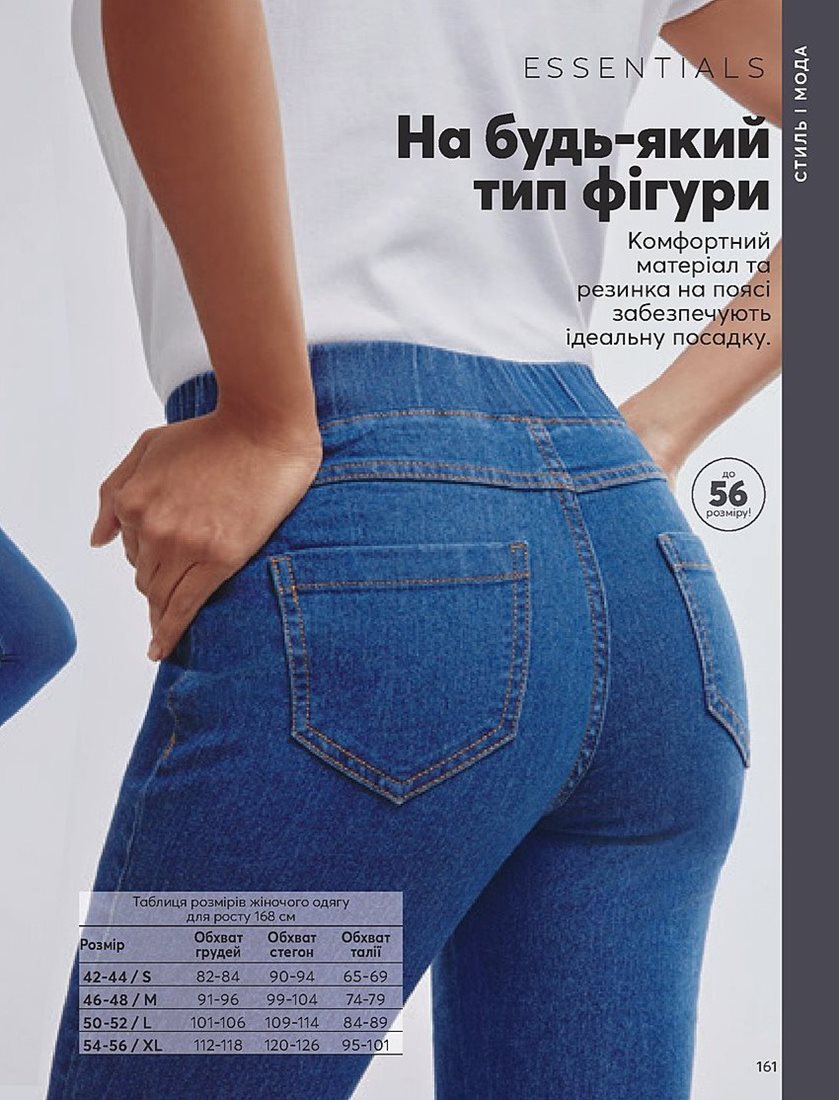 ESSENTIALS
СТИЛЬ І МОДА
На будь-який
тип фігури
Комфортний
матеріал та
резинка на поясі
забезпечують
ідеальну посадку.
до
56
розміру!
Таблиця розмірів жіночого одягу
для росту 168 см
Розмір Обхват грудей Обхват стегон Обхват талії
42-44 / S 82-84 90-94 65-69
46-48 / M 91-96 99-104 74-79
50-52 / L 101-106 109-114 84-89
54-56 / XL 112-118 120-126 95-101
161